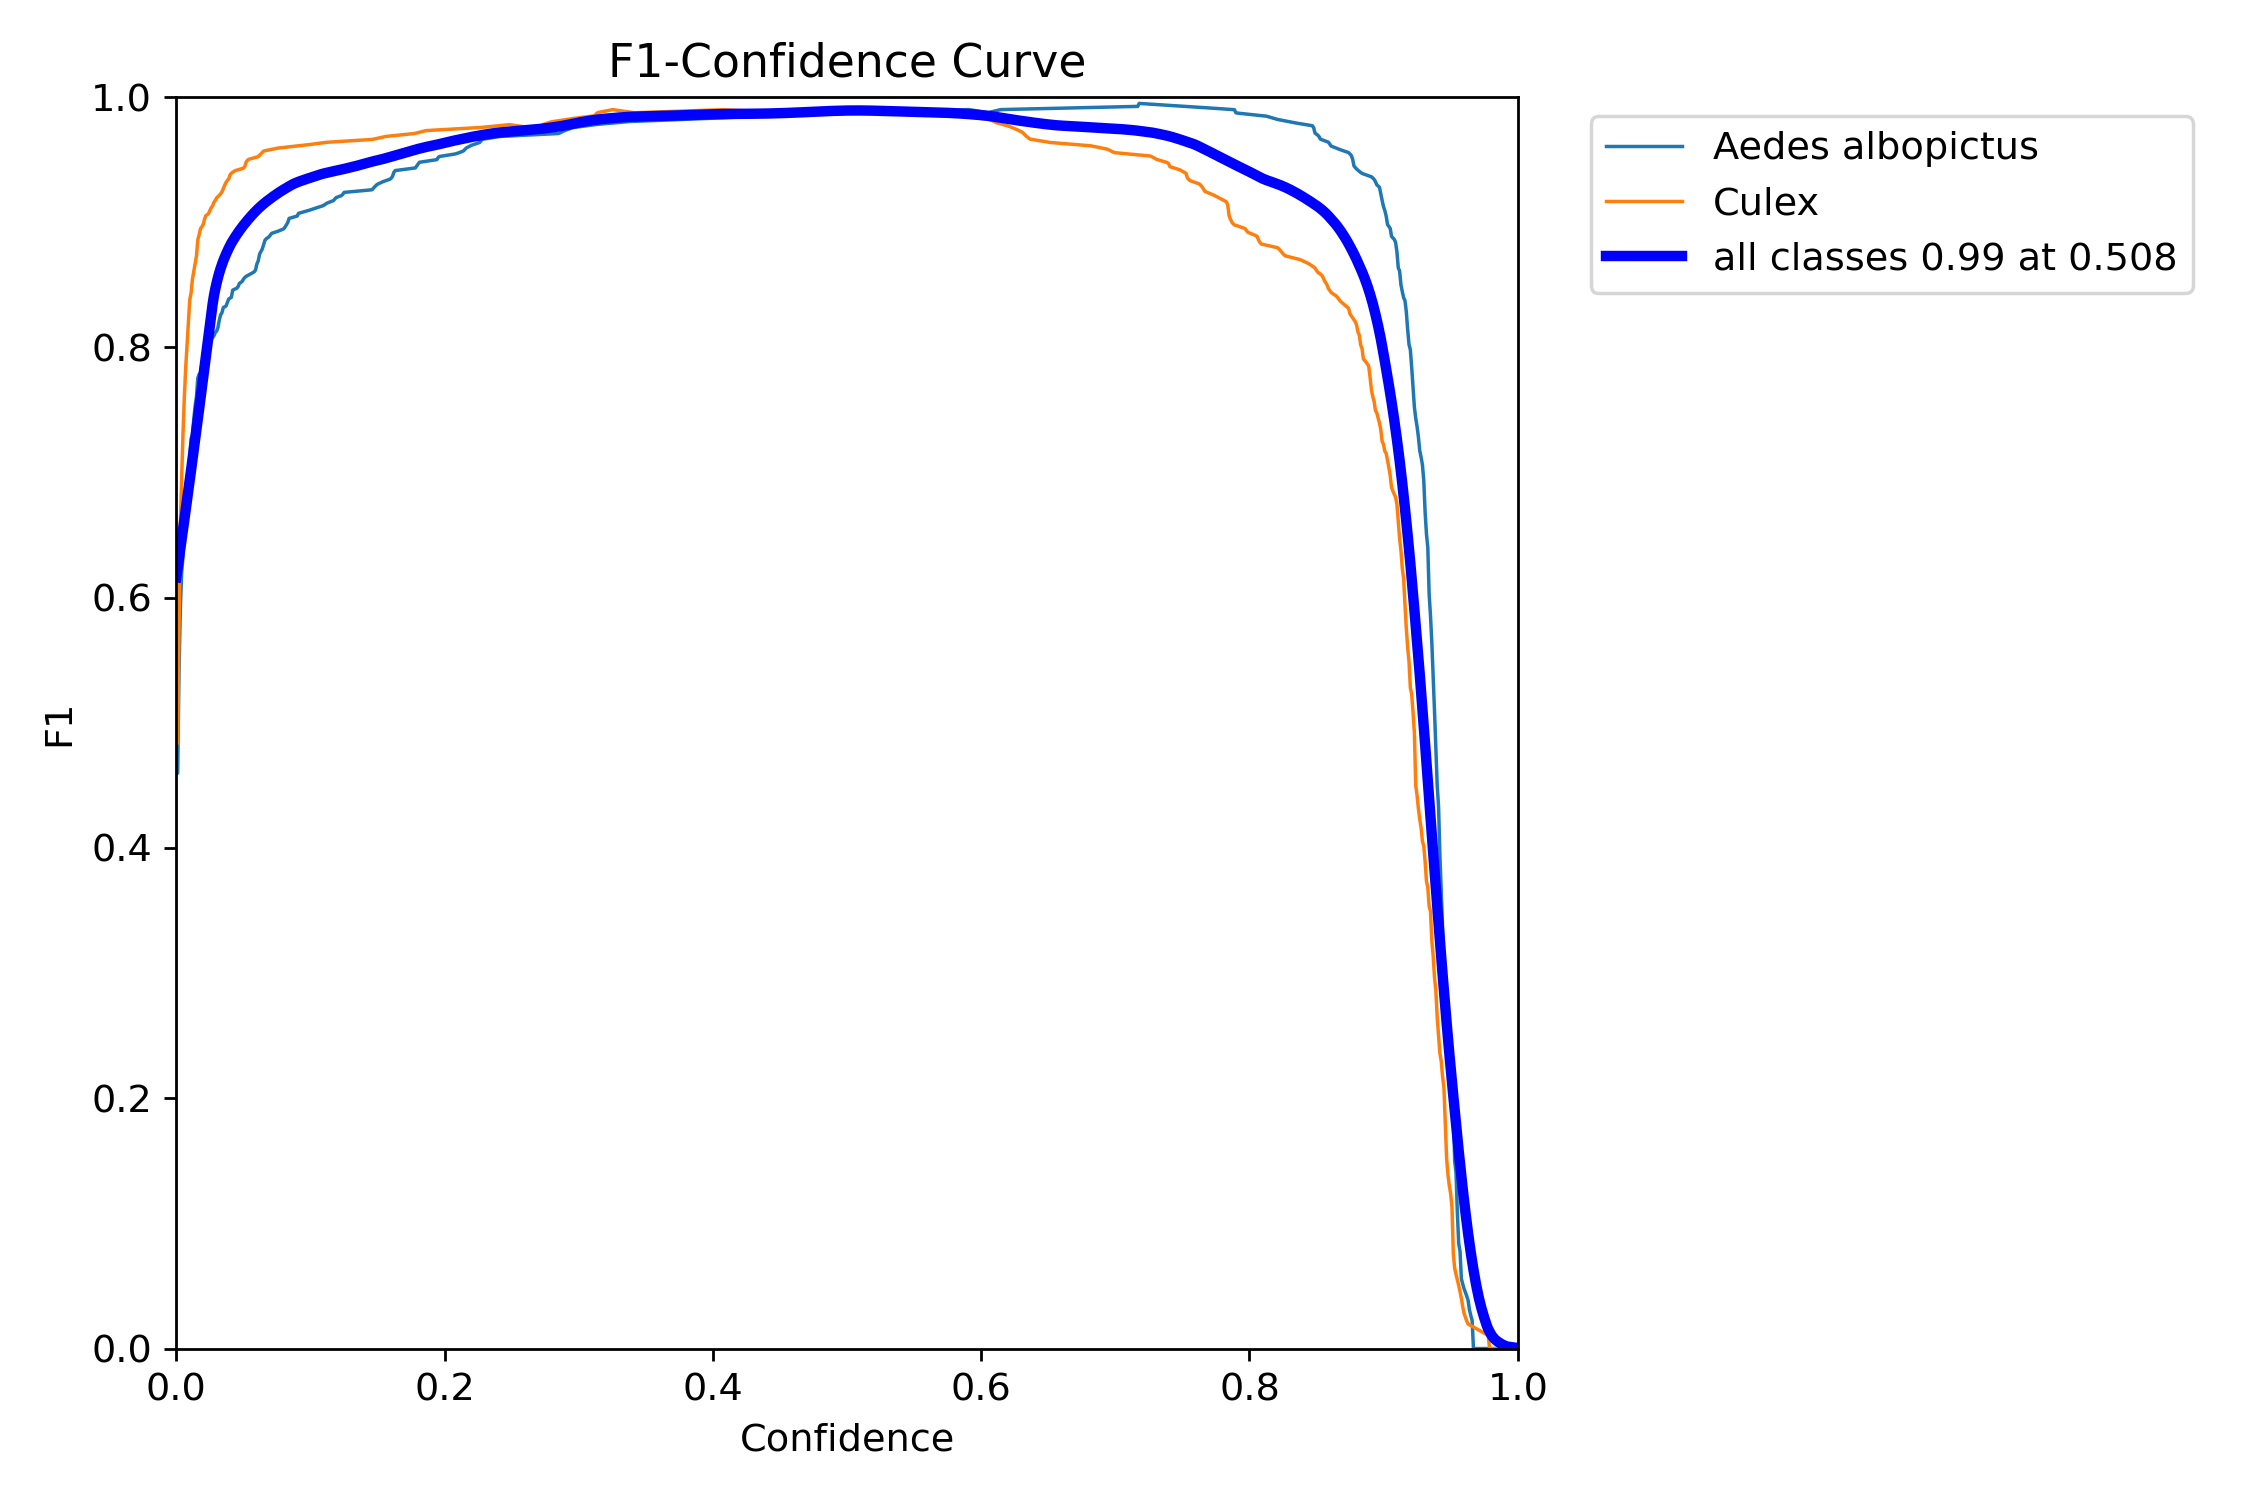 F1-Confidence Curve
1.0
0.8
0.6
0.4
0.2
0.0
F1
0.0 0.2 0.4 0.6 0.8 1.0
Confidence
Aedes albopictus
Culex
all classes 0.99 at 0.508